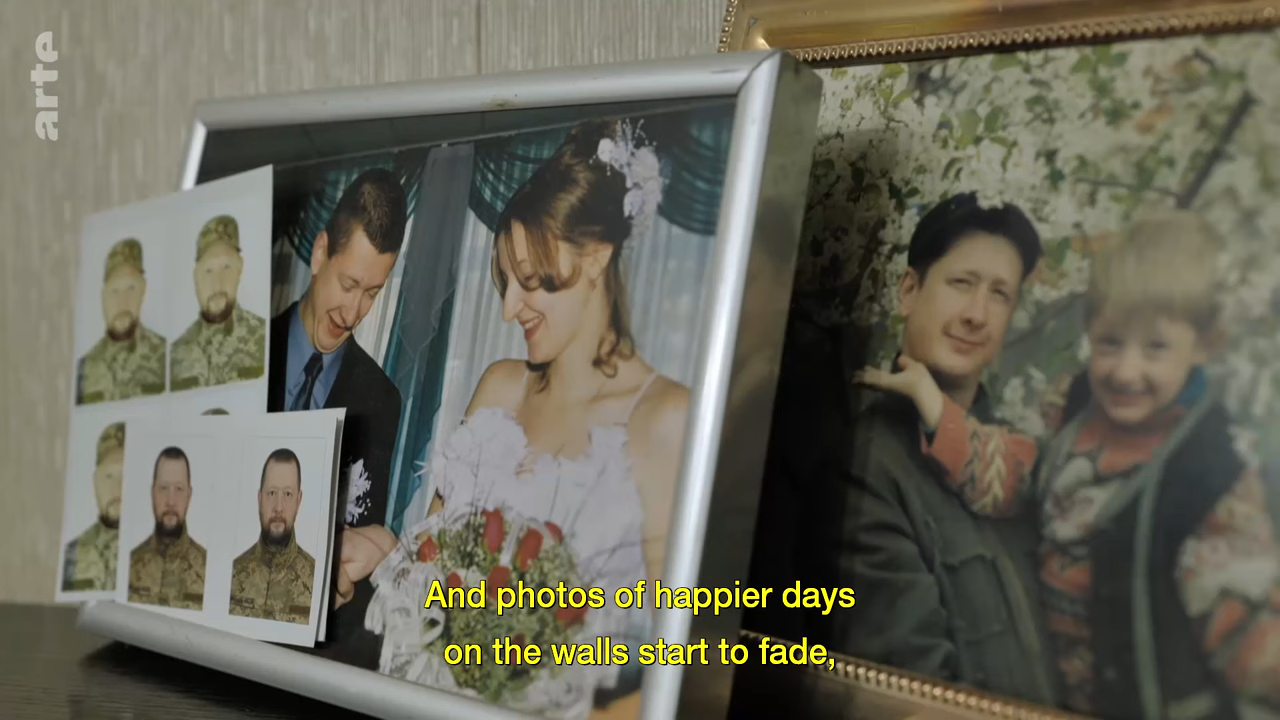 arte
And photos of happier days
on the walls start to fade,